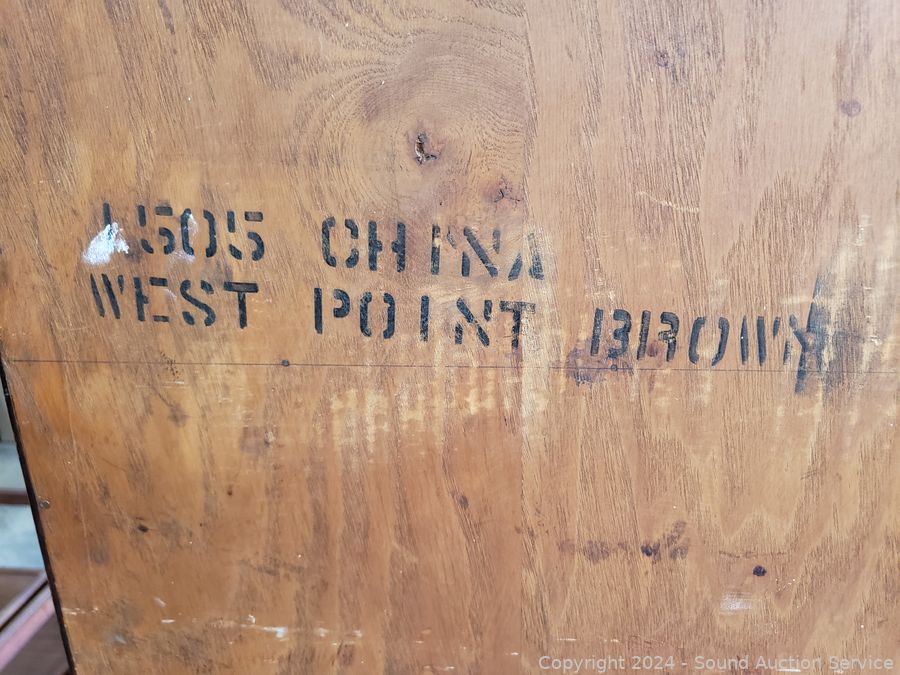 1505 CHINA
WEST POINT BROWN
Copyright 2024 - Sound Auction Service